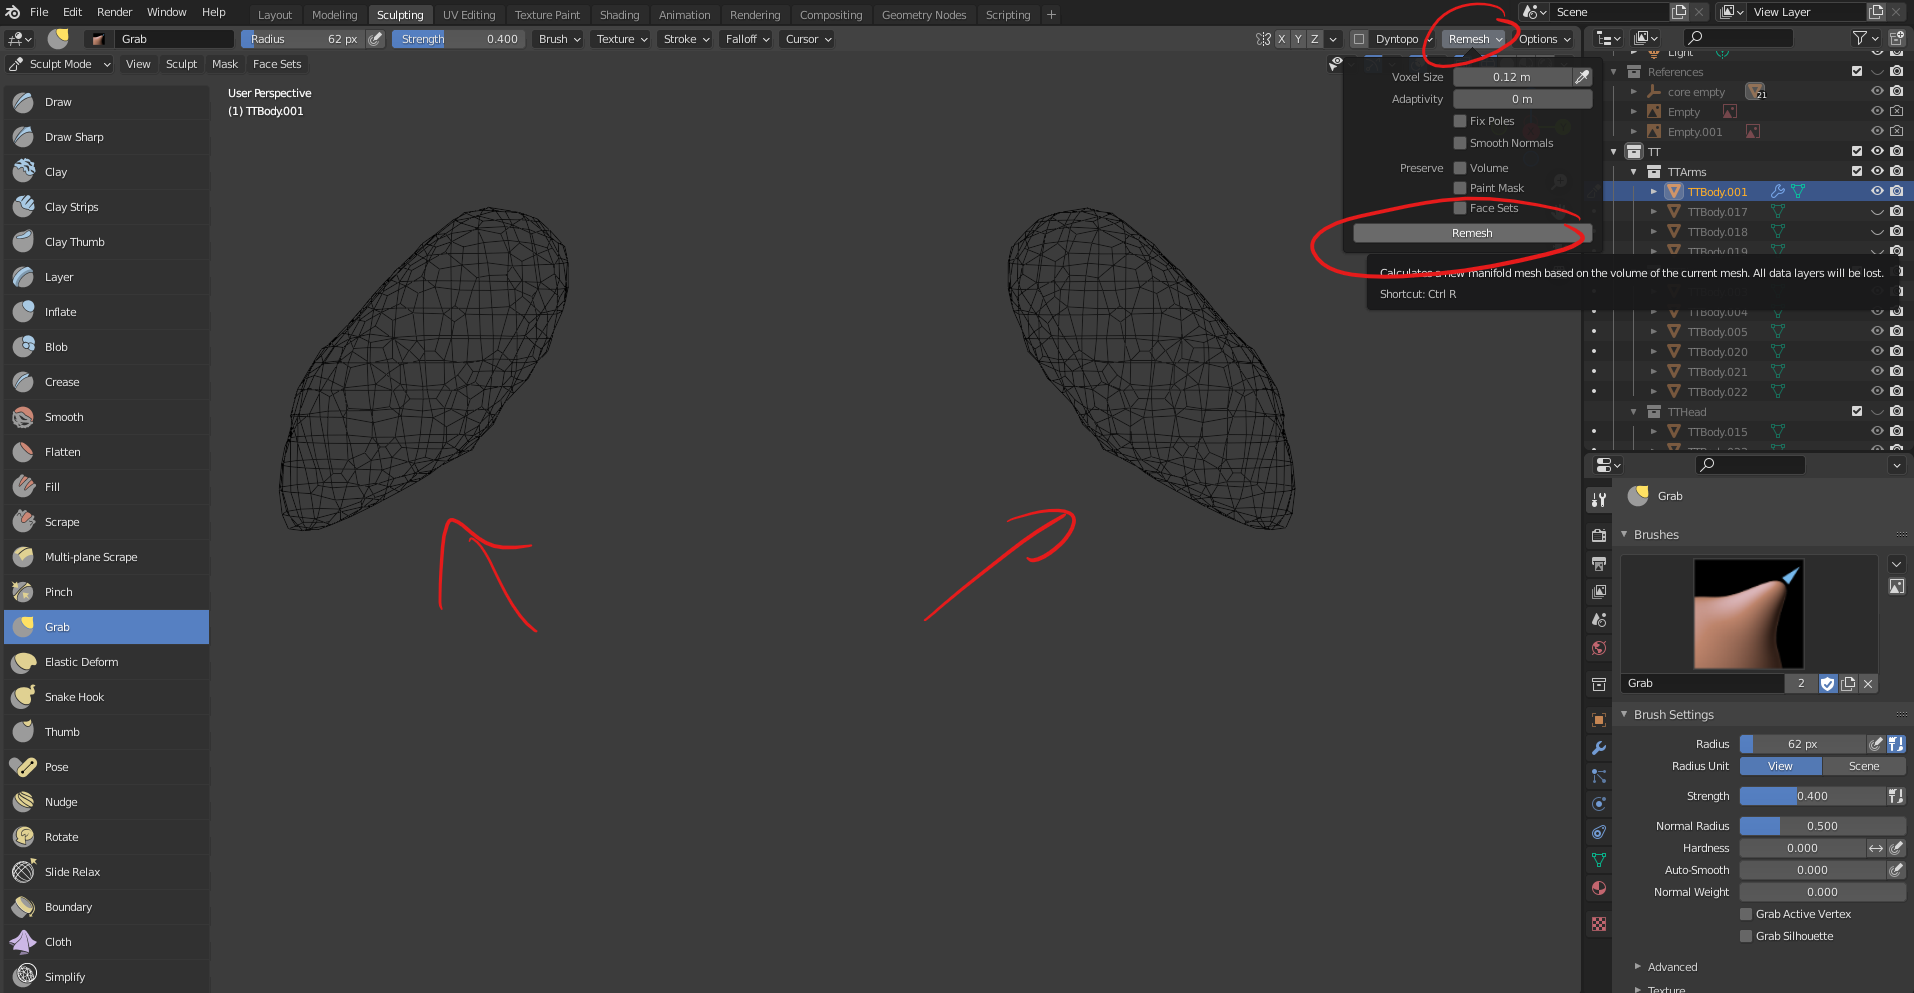 File Edit Render Window Help
Layout Modeling Sculpting UV Editing Texture Paint Shading Animation Rendering Compositing Geometry Nodes Scripting +
Scene
View Layer
Grab
Radius 62 px
Strength 0.400
Brush Texture Stroke Falloff Cursor
X Y Z
Dyntopo Remesh Options
Sculpt Mode View Sculpt Mask Face Sets
User Perspective
(1) TTBody.001
Draw
Draw Sharp
Clay
Clay Strips
Clay Thumb
Layer
Inflate
Blob
Crease
Smooth
Flatten
Fill
Scrape
Multi-plane Scrape
Pinch
Grab
Elastic Deform
Snake Hook
Thumb
Pose
Nudge
Rotate
Slide Relax
Boundary
Cloth
Simplify
Voxel Size 0.12 m
Adaptivity 0 m
Fix Poles
Smooth Normals
Preserve Volume
Paint Mask
Face Sets
Remesh
Calculates a new manifold mesh based on the volume of the current mesh. All data layers will be lost.
Shortcut: Ctrl R
Light
References
core empty 21
Empty
Empty.001
TT
TTArms
TTBody.001
TTBody.017
TTBody.018
TTBody.019
TTBody.004
TTBody.005
TTBody.020
TTBody.021
TTBody.022
TTHead
TTBody.015
Grab
Brushes
Grab 2
Brush Settings
Radius 62 px
Radius Unit View Scene
Strength 0.400
Normal Radius 0.500
Hardness 0.000
Auto-Smooth 0.000
Normal Weight 0.000
Grab Active Vertex
Grab Silhouette
Advanced
Texture